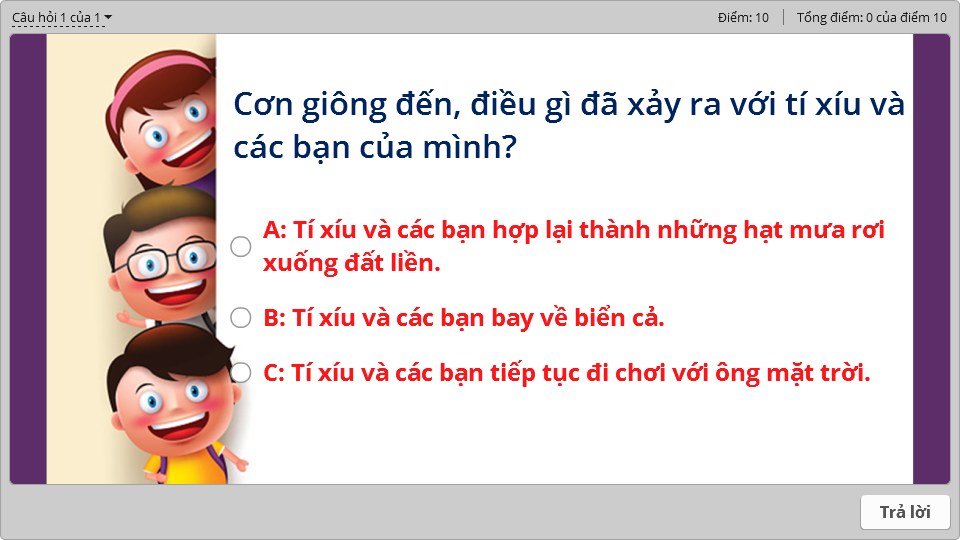 Câu hỏi 1 của 1
Điểm: 10
Tổng điểm: 0 của điểm 10
Cơn giông đến, điều gì đã xảy ra với tí xíu và
các bạn của mình?
A: Tí xíu và các bạn hợp lại thành những hạt mưa rơi
xuống đất liền.
B: Tí xíu và các bạn bay về biển cả.
C: Tí xíu và các bạn tiếp tục đi chơi với ông mặt trời.
Trả lời